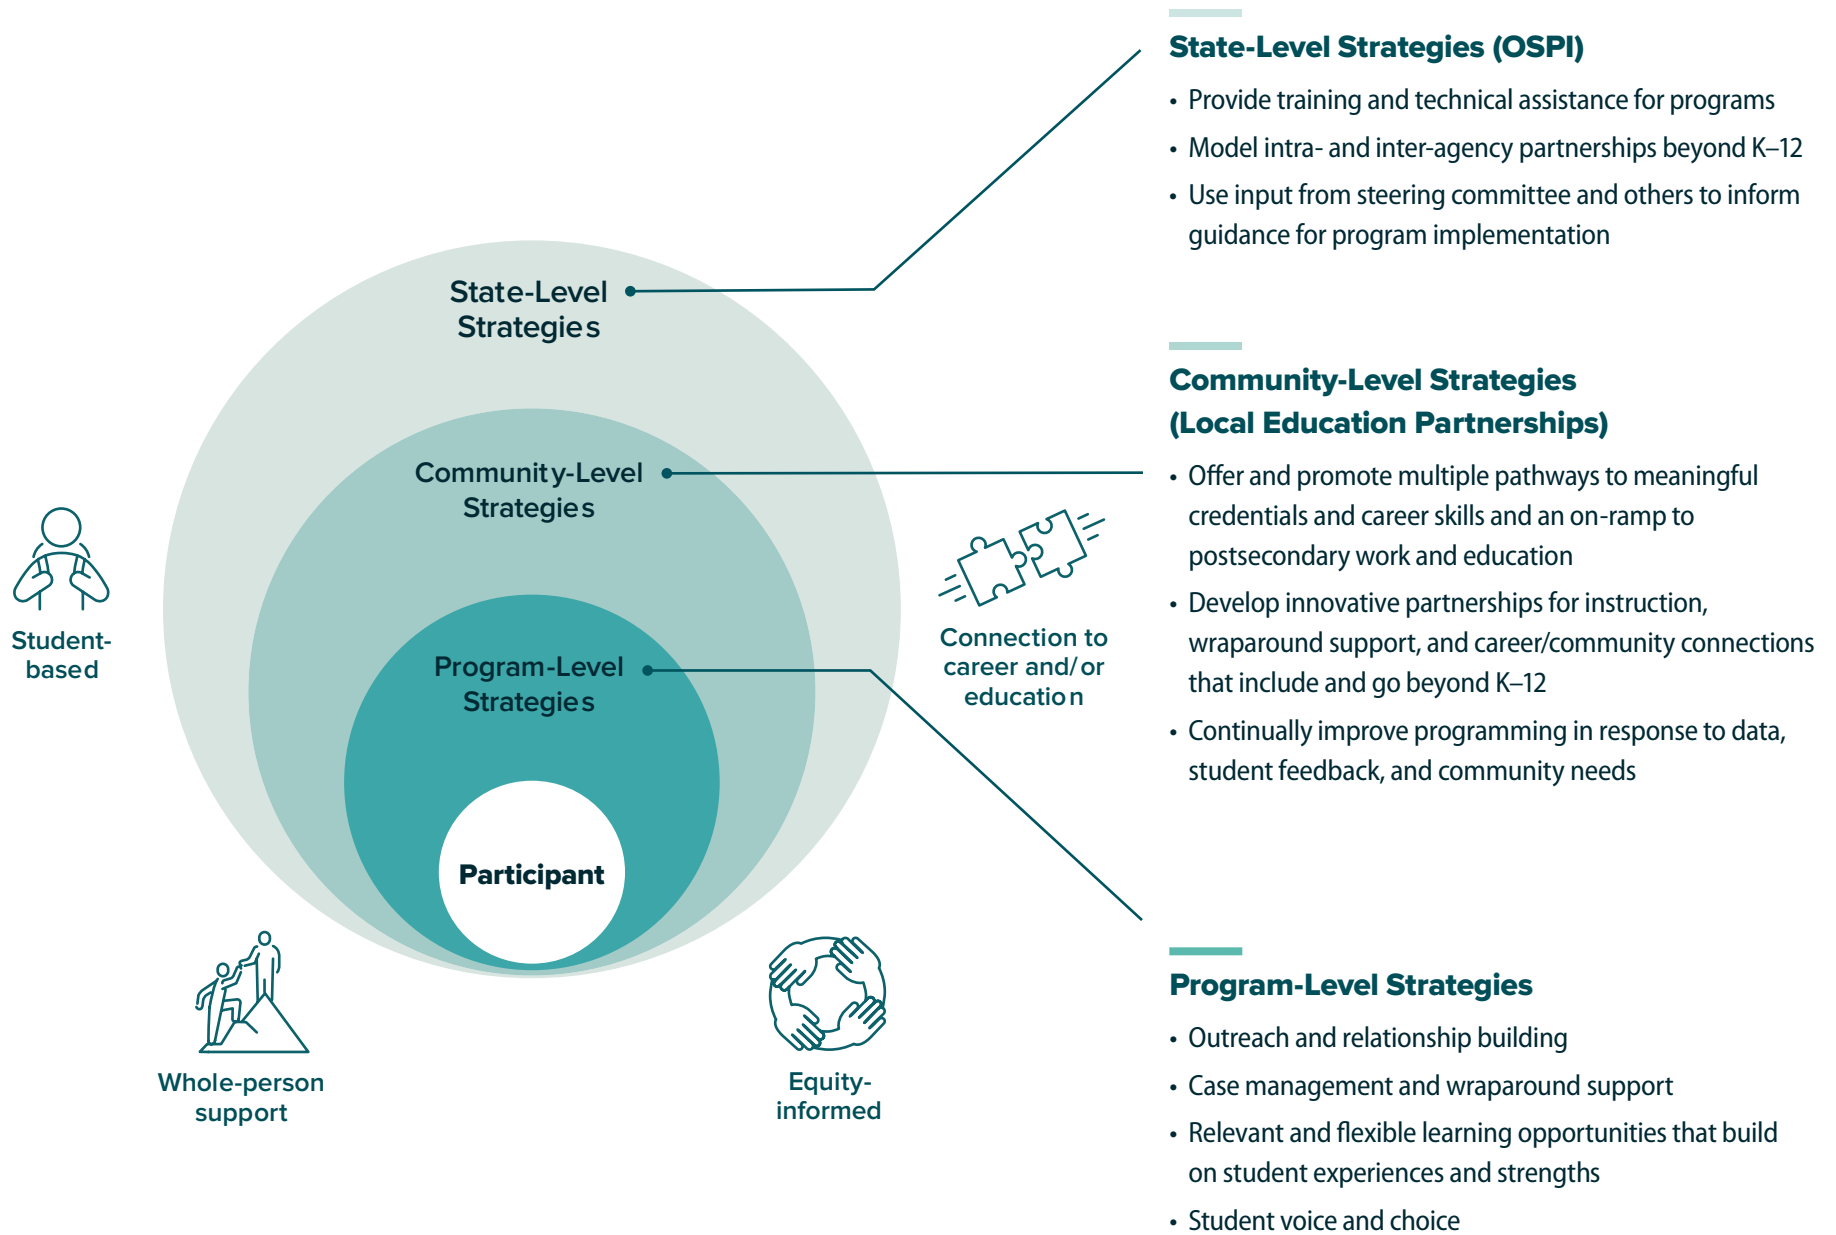 State-Level
Strategies
Community-Level
Strategies
Program-Level
Strategies
Participant
Student-
based
Connection to
career and/or
education
Whole-person
support
Equity-
informed
State-Level Strategies (OSPI)
• Provide training and technical assistance for programs
• Model intra- and inter-agency partnerships beyond K–12
• Use input from steering committee and others to inform
guidance for program implementation
Community-Level Strategies
(Local Education Partnerships)
• Offer and promote multiple pathways to meaningful
credentials and career skills and an on-ramp to
postsecondary work and education
• Develop innovative partnerships for instruction,
wraparound support, and career/community connections
that include and go beyond K–12
• Continually improve programming in response to data,
student feedback, and community needs
Program-Level Strategies
• Outreach and relationship building
• Case management and wraparound support
• Relevant and flexible learning opportunities that build
on student experiences and strengths
• Student voice and choice